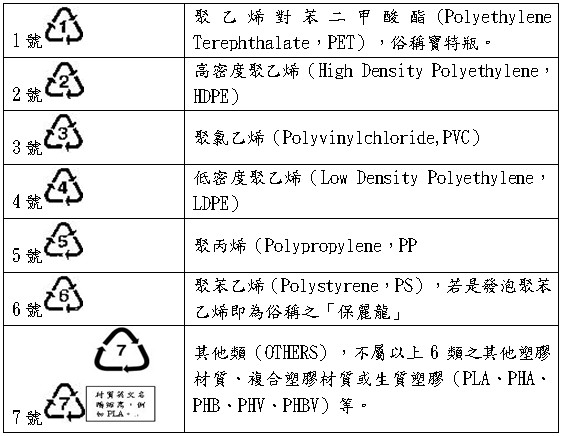 1 號 1
聚乙烯對苯二甲酸酯(Polyethylene
Terephthalate,PET),俗稱寶特瓶。
2 號 2
高密度聚乙烯(High Density Polyethylene,
HDPE)
3 號 3
聚氯乙烯(Polyvinylchloride,PVC)
4 號 4
低密度聚乙烯(Low Density Polyethylene,
LDPE)
5 號 5
聚丙烯(Polypropylene,PP
6 號 6
聚苯乙烯(Polystyrene,PS),若是發泡聚苯
乙烯即為俗稱之「保麗龍」
7
7 號 7
材質英文名
稱縮寫,例
如 PLA,..
其他類(OTHERS),不屬以上 6 類之其他塑膠
材質、複合塑膠材質或生質塑膠(PLA、PHA、
PHB、PHV、PHBV)等。